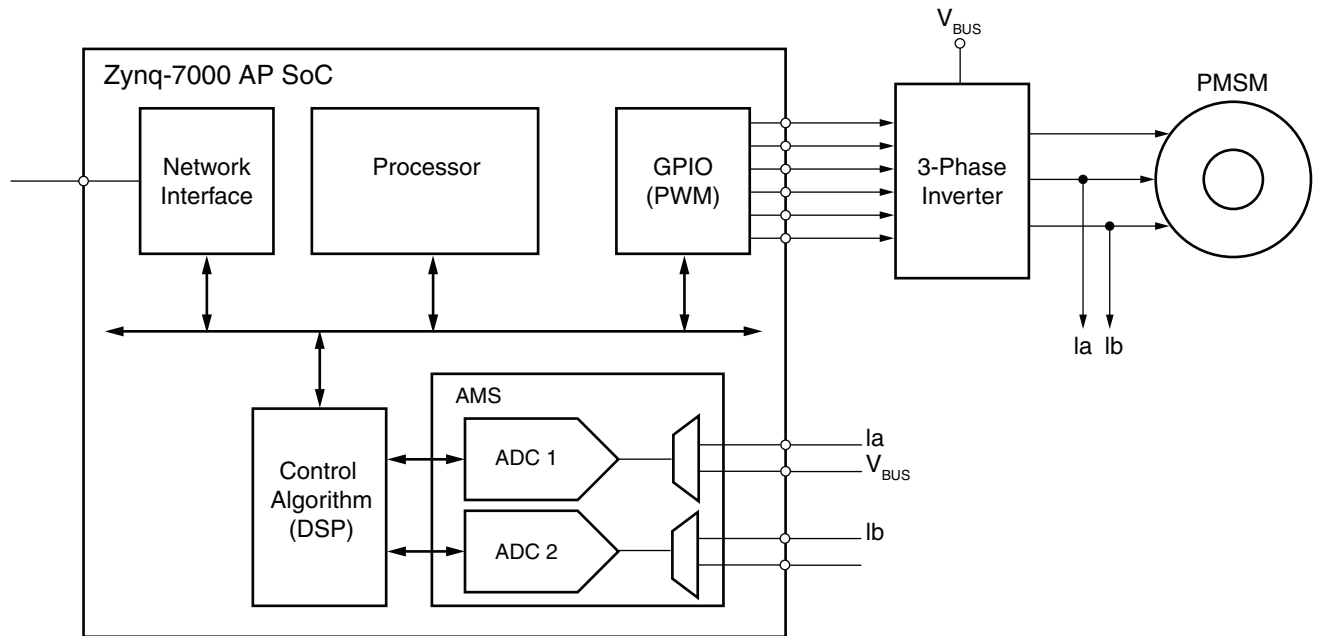 V_BUS
Zynq-7000 AP SoC
PMSM
Network
Interface
Processor
GPIO
(PWM)
3-Phase
Inverter
Ia
Ib
AMS
ADC 1
Ia
V_BUS
Control
Algorithm
(DSP)
ADC 2
Ib